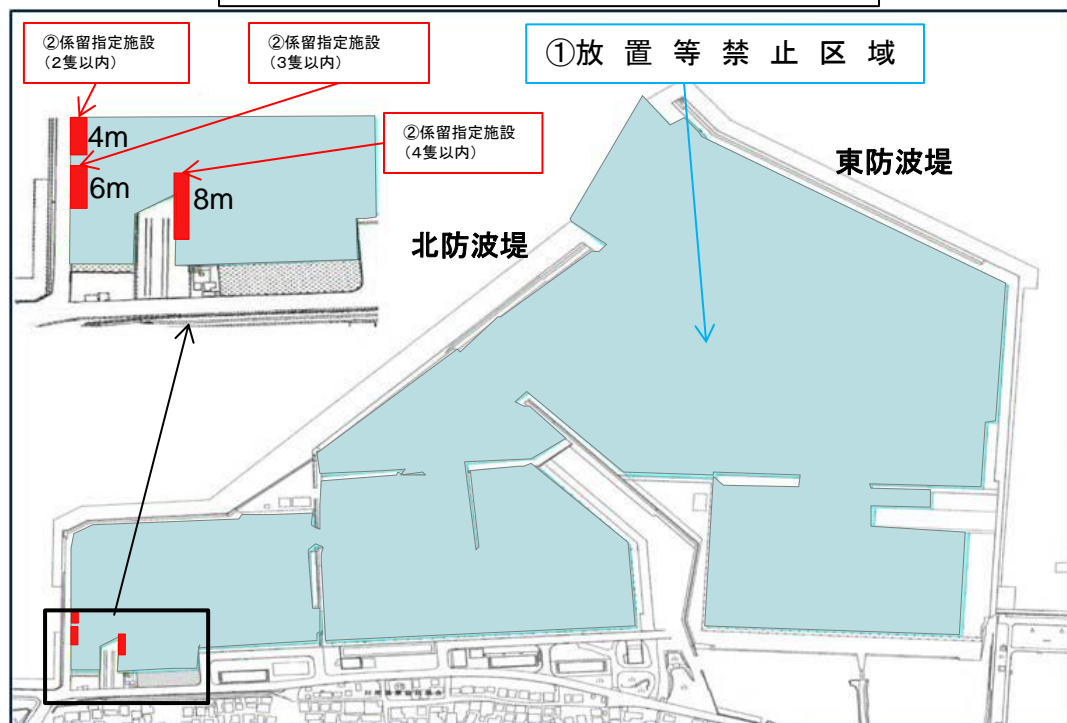 ②係留指定施設
(2隻以内)
②係留指定施設
(3隻以内)
①放置等禁止区域
②係留指定施設
(4隻以内)
4m
6m
8m
東防波堤
北防波堤